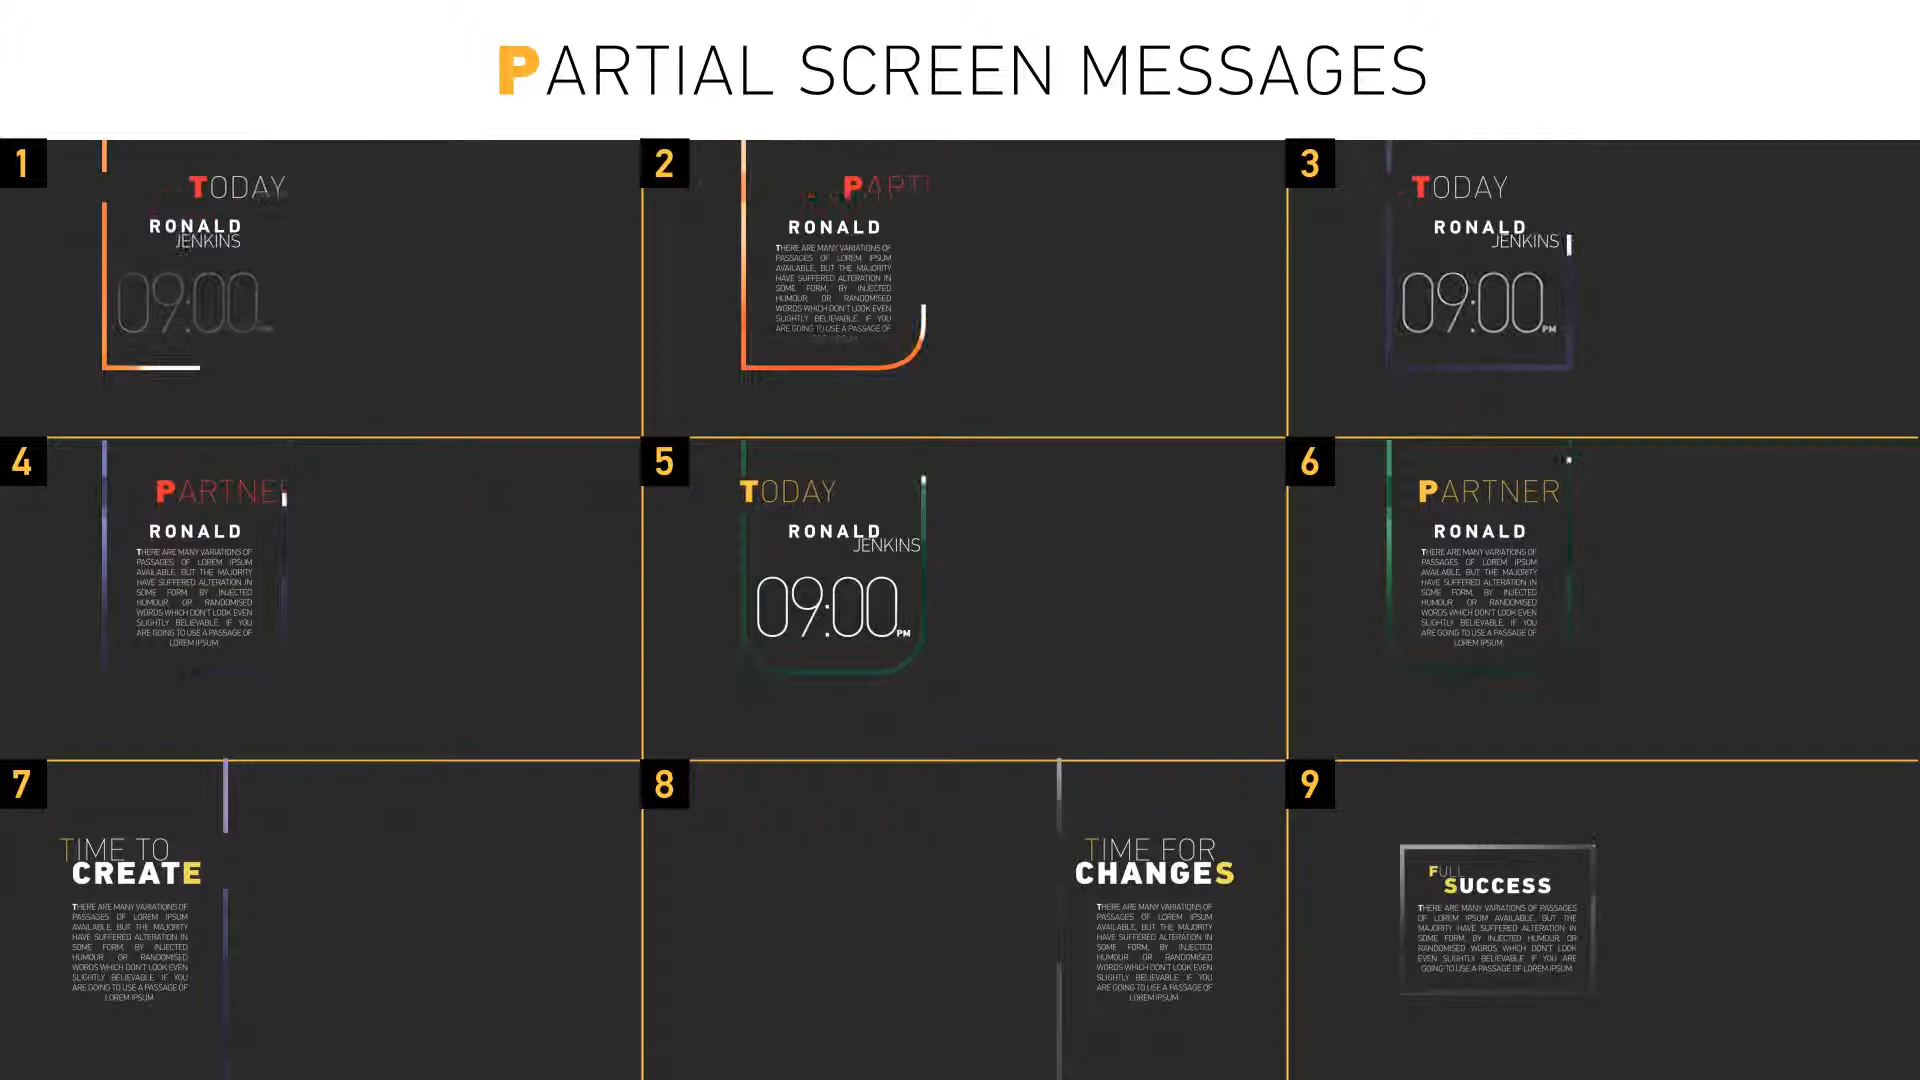 PARTIAL SCREEN MESSAGES
1
TODAY
RONALD
JENKINS
09:00
2
PARTI
RONALD
THERE ARE MANY VARIATIONS OF
PASSAGES OF LOREM IPSUM
AVAILABLE, BUT THE MAJORITY
HAVE SUFFERED ALTERATION IN
SOME FORM, BY INJECTED
HUMOUR, OR RANDOMISED
WORDS WHICH DON'T LOOK EVEN
SLIGHTLY BELIEVABLE. IF YOU
ARE GOING TO USE A PASSAGE OF
3
TODAY
RONALD
JENKINS
09:00 PM
4
PARTNE
RONALD
THERE ARE MANY VARIATIONS OF
PASSAGES OF LOREM IPSUM
AVAILABLE, BUT THE MAJORITY
HAVE SUFFERED ALTERATION IN
SOME FORM, BY INJECTED
HUMOUR, OR RANDOMISED
WORDS WHICH DON'T LOOK EVEN
SLIGHTLY BELIEVABLE. IF YOU
ARE GOING TO USE A PASSAGE OF
LOREM IPSUM,
5
TODAY
RONALD
JENKINS
09:00 PM
6
PARTNER
RONALD
THERE ARE MANY VARIATIONS OF
PASSAGES OF LOREM IPSUM
AVAILABLE, BUT THE MAJORITY
HAVE SUFFERED ALTERATION IN
SOME FORM, BY INJECTED
HUMOUR, OR RANDOMISED
WORDS WHICH DON'T LOOK EVEN
SLIGHTLY BELIEVABLE. IF YOU
ARE GOING TO USE A PASSAGE OF
LOREM IPSUM,
7
TIME TO
CREATE
THERE ARE MANY VARIATIONS OF
PASSAGES OF LOREM IPSUM
AVAILABLE, BUT THE MAJORITY
HAVE SUFFERED ALTERATION IN
SOME FORM, BY INJECTED
HUMOUR, OR RANDOMISED
WORDS WHICH DON'T LOOK EVEN
SLIGHTLY BELIEVABLE. IF YOU
ARE GOING TO USE A PASSAGE OF
LOREM IPSUM
8
TIME FOR
CHANGES
THERE ARE MANY VARIATIONS OF
PASSAGES OF LOREM IPSUM
AVAILABLE, BUT THE MAJORITY
HAVE SUFFERED ALTERATION IN
SOME FORM, BY INJECTED
HUMOUR, OR RANDOMISED
WORDS WHICH DON'T LOOK EVEN
SLIGHTLY BELIEVABLE. IF YOU
ARE GOING TO USE A PASSAGE OF
LOREM IPSUM
9
FULL
SUCCESS
THERE ARE MANY VARIATIONS OF PASSAGES
OF LOREM IPSUM AVAILABLE, BUT THE
MAJORITY HAVE SUFFERED ALTERATION IN
SOME FORM, BY INJECTED HUMOUR, OR
RANDOMISED WORDS WHICH DON'T LOOK
EVEN SLIGHTLY BELIEVABLE. IF YOU ARE
GOING TO USE A PASSAGE OF LOREM IPSUM,